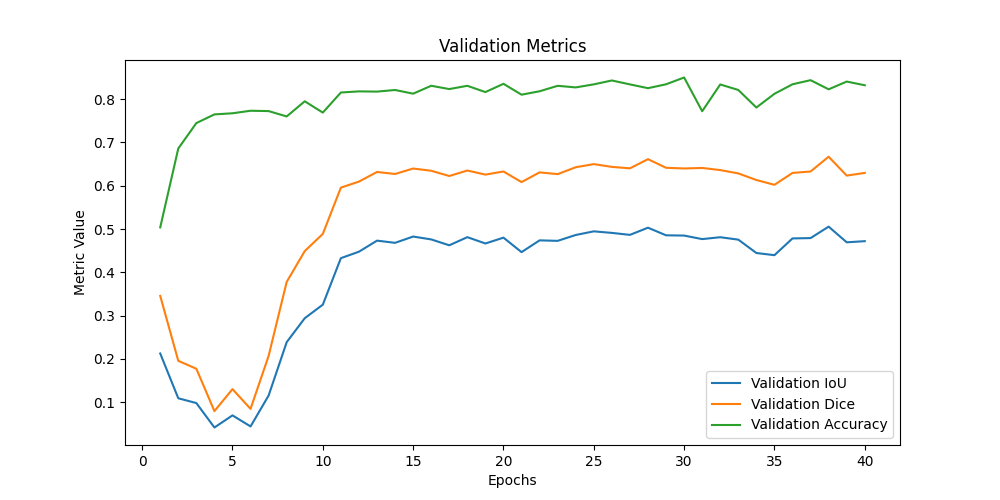 Validation Metrics
Metric Value
0.8
0.7
0.6
0.5
0.4
0.3
0.2
0.1
Validation IoU
Validation Dice
Validation Accuracy
0 5 10 15 20 25 30 35 40
Epochs